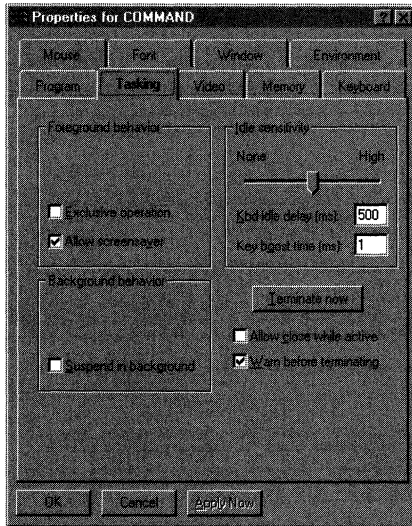 Properties for COMMAND
Mouse Font Window Environment
Program Tasking Video Memory Keyboard
Foreground behavior
Exclusive operation
Allow screensaver
Idle sensitivity
None High
Kbd idle delay (ms): 500
Key boost time (ms): 1
Background behavior
Suspend in background
Terminate now
Allow close while active
Warn before terminating
OK Cancel Apply Now